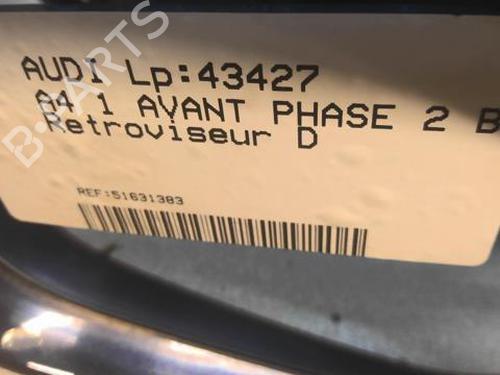 AUDI Lp:43427
A4 1 AVANT PHASE 2 B
Retroviseur D
REF:51631383
B-PARTS